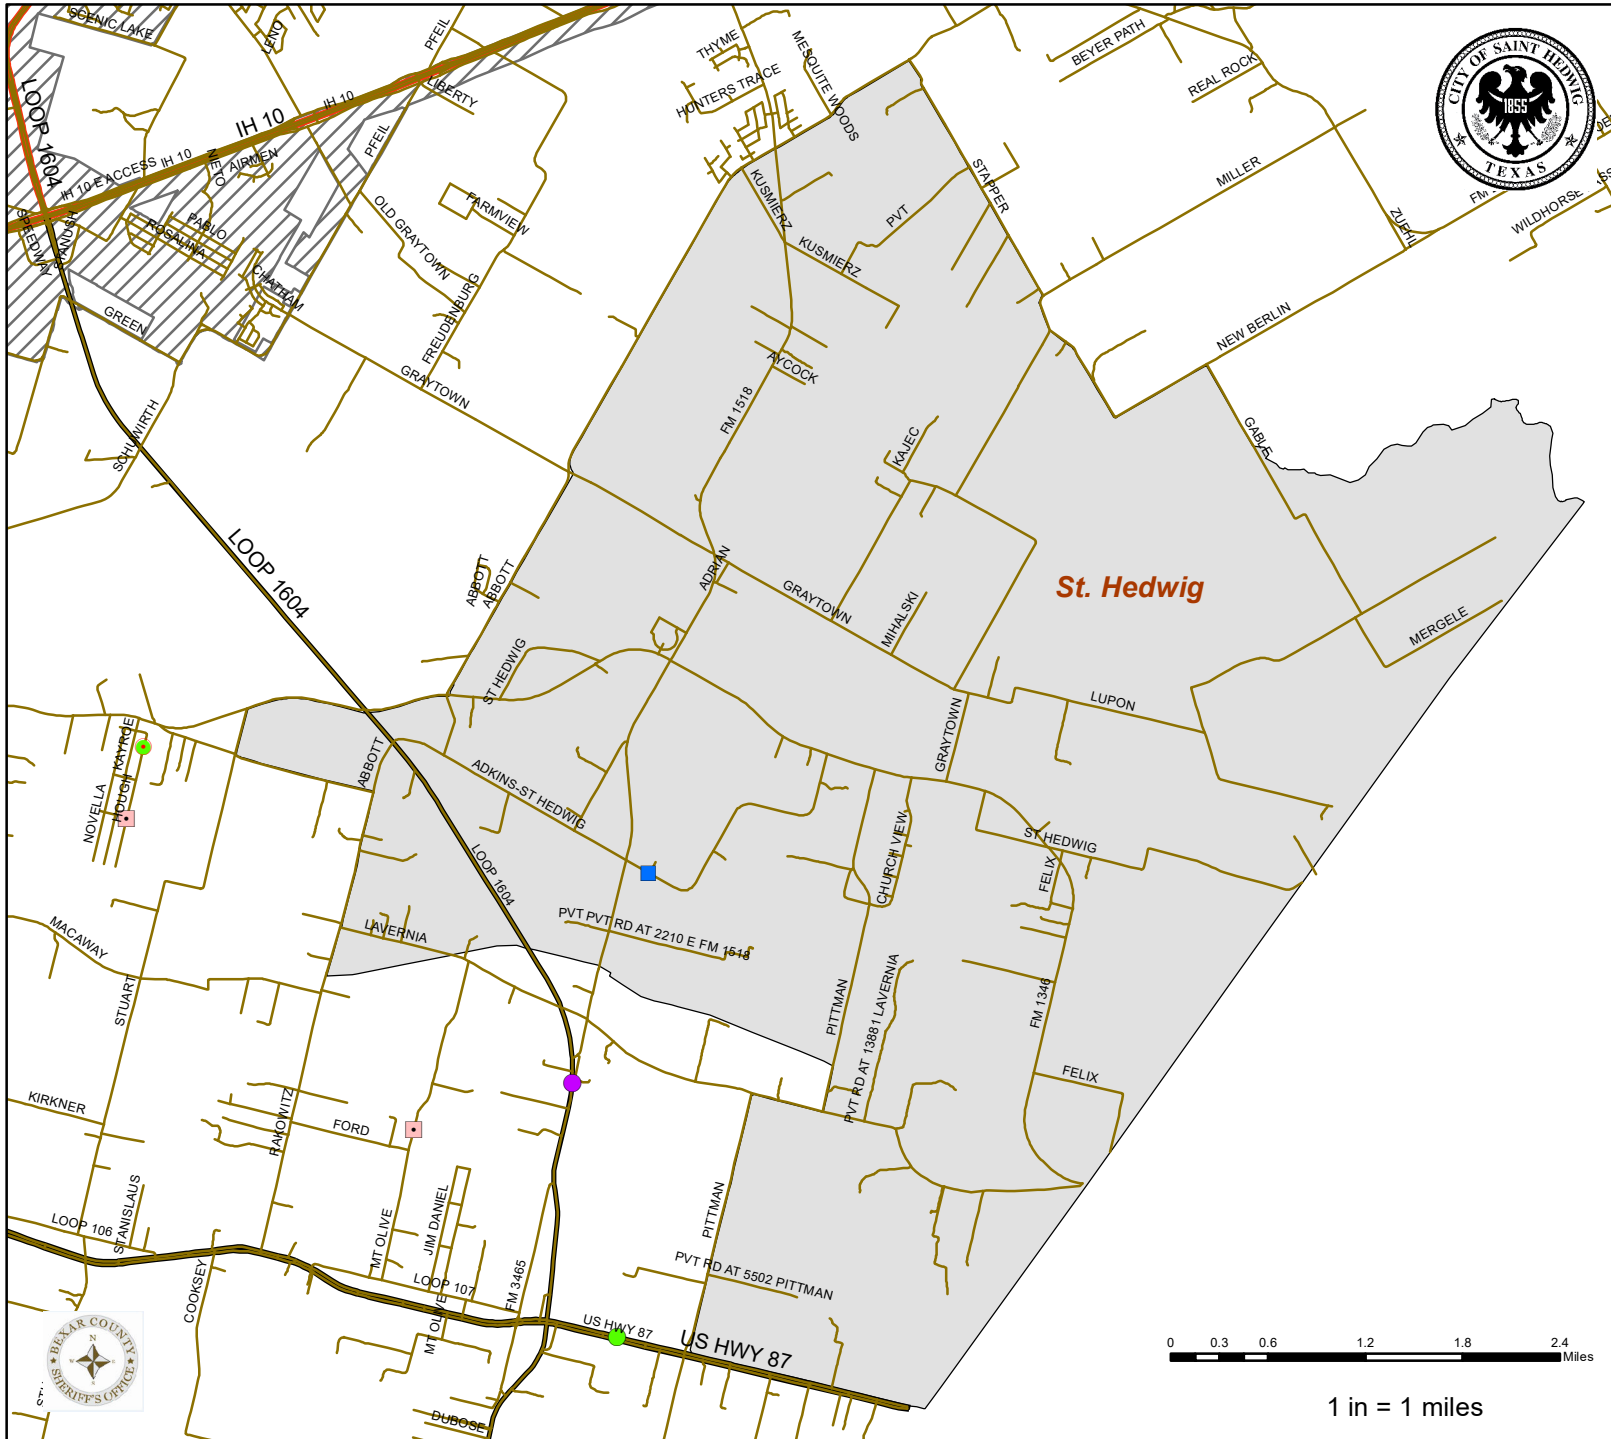 SCENIC LAKE
LENO
PFEIL
THYME
MESQUITE WOODS
HUNTERS TRACE
BEYER PATH
REAL ROCK
CITY OF SAINT HEDWIG
1855
TEXAS
LOOP 1604
IH 10
IH 10
LIBERTY
IH 10 E ACCESS
IH 10
NIETO
AIRMEN
PFEIL
KUSMIERZ
PVT
STAPPER
MILLER
ZUEHL
WILDHORSE
SPEEDWAY
STANUSH
PABLO
ROSALINA
OLD GRAYTOWN
FARMVIEW
KUSMIERZ
CHATHAM
GREEN
FREUDENBURG
NEW BERLIN
GRAYTOWN
AYCOCK
FM 1518
SCHUWIRTH
KAJEC
GABLE
LOOP 1604
ABBOTT
ABBOTT
ADRIAN
GRAYTOWN
MIHALSKI
St. Hedwig
MERGELE
ST HEDWIG
LUPON
KAYROE
HOUGH
NOVELLA
ABBOTT
ADKINS-ST HEDWIG
GRAYTOWN
LOOP 1604
CHURCH VIEW
ST HEDWIG
FELIX
MACAWAY
LAVERNIA
PVT PVT RD AT 2210 E FM 1518
STUART
PITTMAN
PVT RD AT 13881 LAVERNIA
FM 1346
FELIX
KIRKNER
RAKOWITZ
FORD
STANISLAUS
LOOP 106
MT OLIVE
JIM DANIEL
PITTMAN
PVT RD AT 5502 PITTMAN
COOKSEY
LOOP 107
FM 3465
MT OLIVE
US HWY 87
US HWY 87
DUBOSE
BEXAR COUNTY
N
SHERIFF'S OFFICE
0 0.3 0.6 1.2 1.8 2.4
Miles
1 in = 1 miles